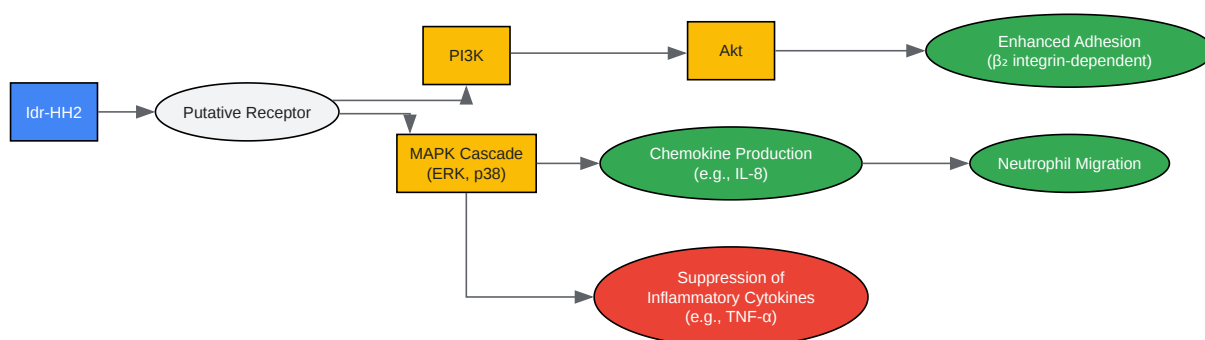 Idr-HH2
Putative Receptor
PI3K
Akt
Enhanced Adhesion
(β₂ integrin-dependent)
MAPK Cascade
(ERK, p38)
Chemokine Production
(e.g., IL-8)
Neutrophil Migration
Suppression of
Inflammatory Cytokines
(e.g., TNF-α)